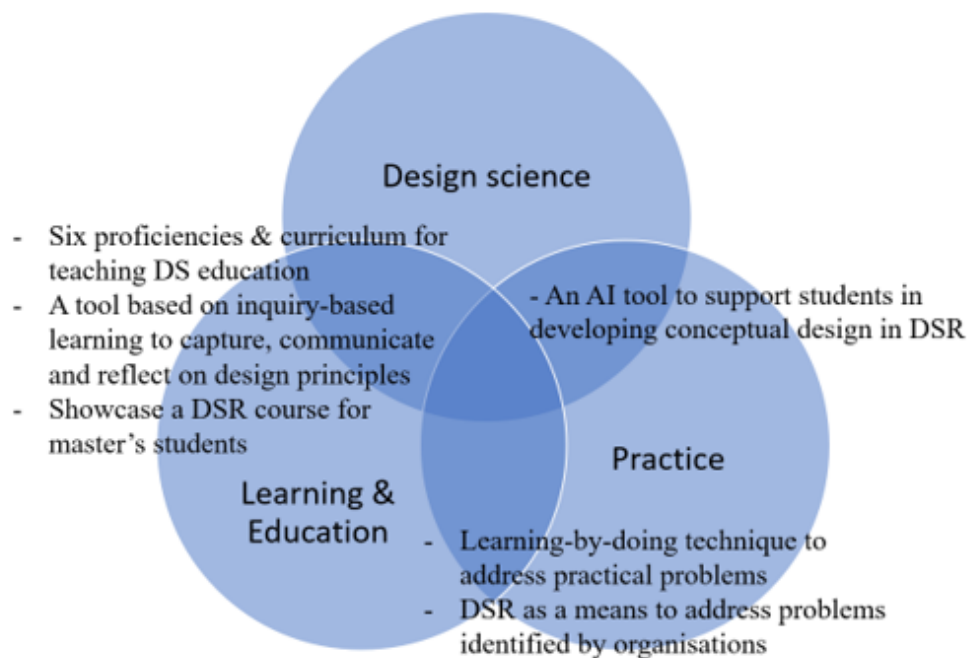 Design science
- Six proficiencies & curriculum for
teaching DS education
- A tool based on inquiry-based
learning to capture, communicate
and reflect on design principles
- Showcase a DSR course for
master’s students
- An AI tool to support students in
developing conceptual design in DSR
Learning &
Education
Practice
- Learning-by-doing technique to
address practical problems
- DSR as a means to address problems
identified by organisations